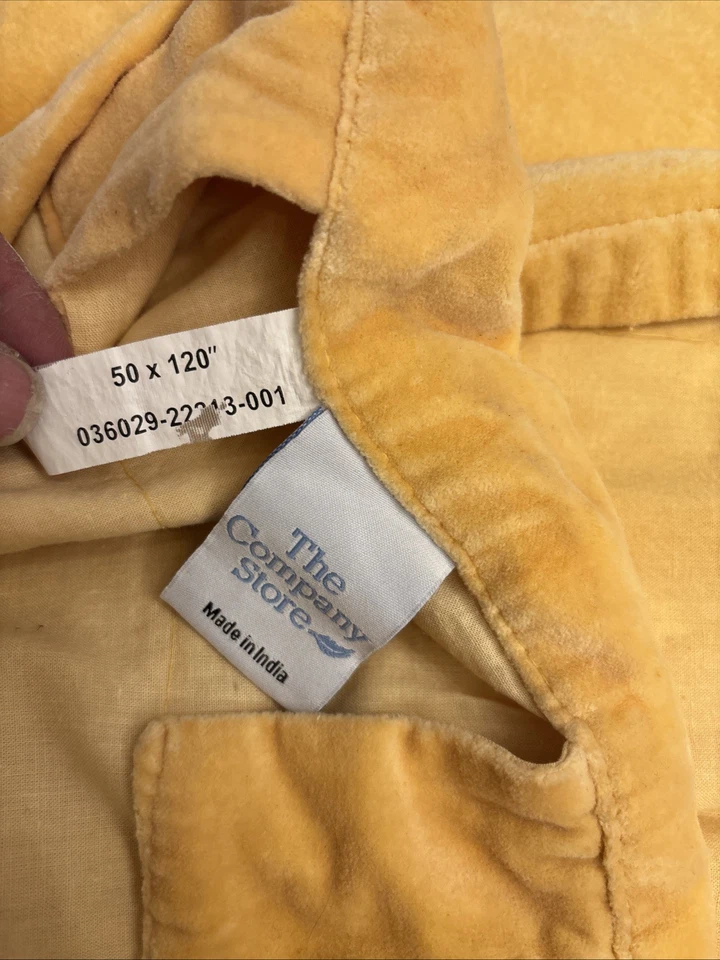 50 x 120"
The
Company
Store
Made in India